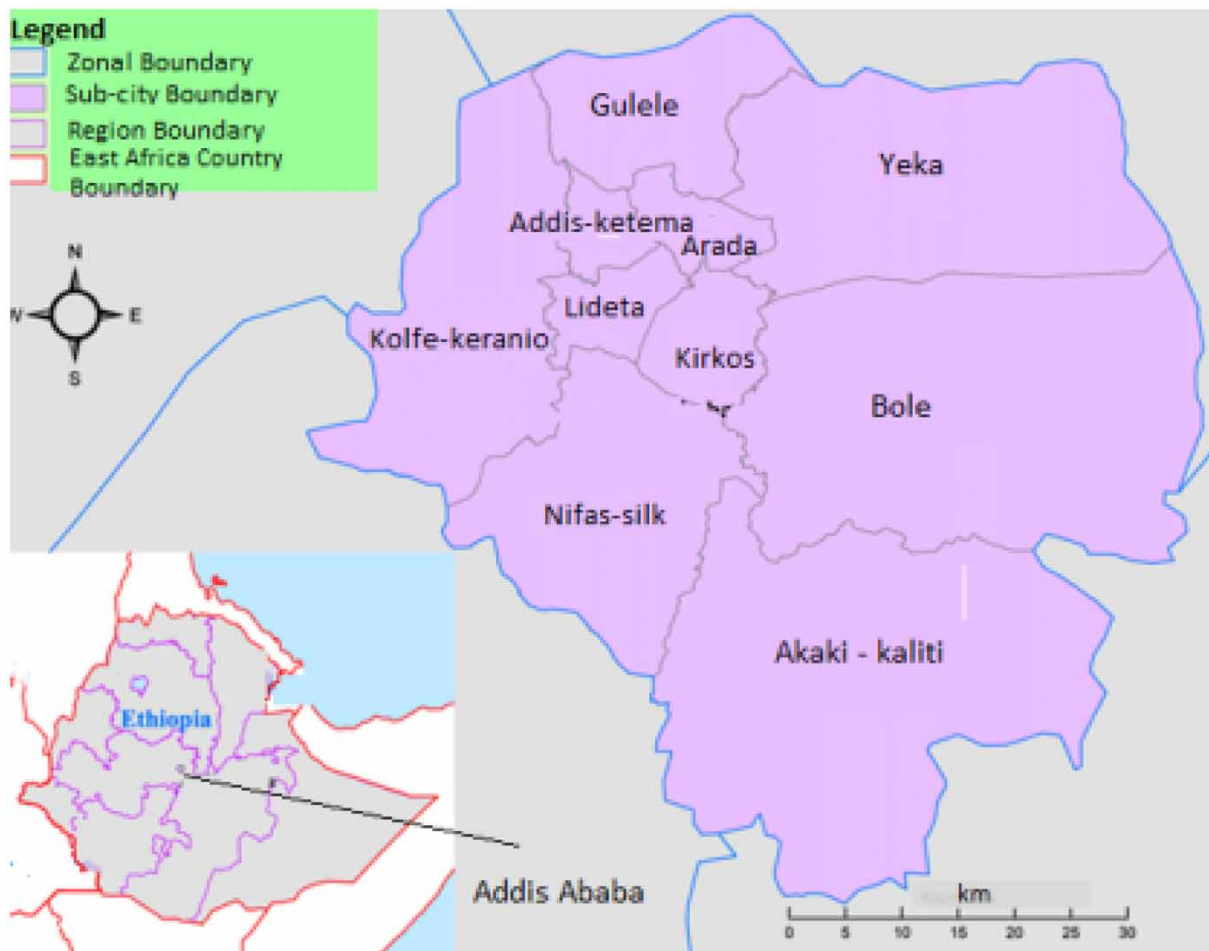 Legend
Zonal Boundary
Sub-city Boundary
Region Boundary
East Africa Country
Boundary
N
W
E
S
Gulele
Yeka
Addis-ketema
Arada
Lideta
Kolfe-keranio
Kirkos
Bole
Nifas-silk
Akaki - kaliti
Ethiopia
Addis Ababa
km
0 5 10 15 20 25 30